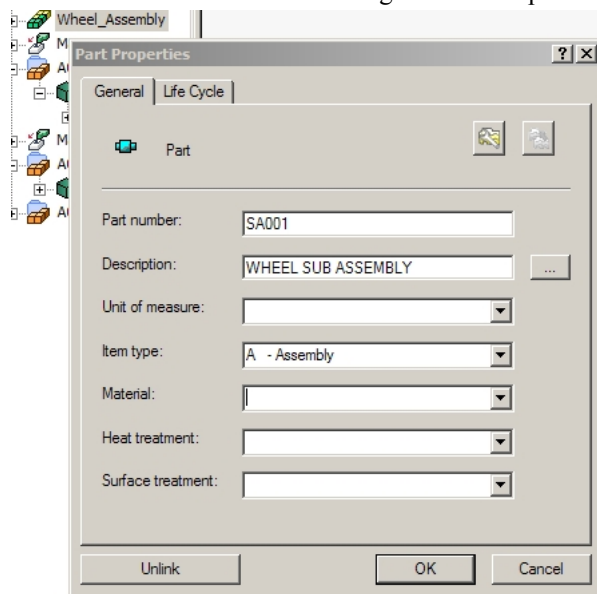 Wheel_Assembly
M
Part Properties
A
General
Life Cycle
M
Part
A
A
Part number:
SA001
Description:
WHEEL SUB ASSEMBLY
...
Unit of measure:
Item type:
A - Assembly
Material:
Heat treatment:
Surface treatment:
Unlink
OK
Cancel